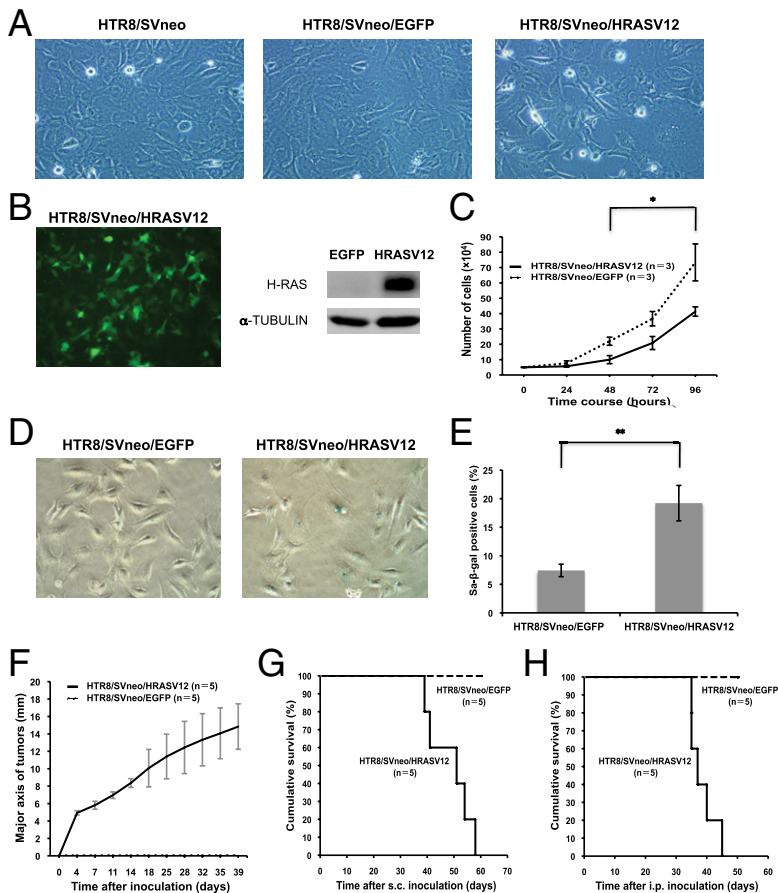 A
HTR8/SVneo
HTR8/SVneo/EGFP
HTR8/SVneo/HRASV12
B
HTR8/SVneo/HRASV12
EGFP HRASV12
H-RAS
α-TUBULIN
C
*
Number of cells (×10⁴)
90
80
70
60
50
40
30
20
10
0
HTR8/SVneo/HRASV12 (n=3)
HTR8/SVneo/EGFP (n=3)
0 24 48 72 96
Time course (hours)
D
HTR8/SVneo/EGFP
HTR8/SVneo/HRASV12
E
**
Sa-β-gal positive cells (%)
25
20
15
10
5
0
HTR8/SVneo/EGFP HTR8/SVneo/HRASV12
F
Major axis of tumors (mm)
20
18
16
14
12
10
8
6
4
2
0
HTR8/SVneo/HRASV12 (n=5)
HTR8/SVneo/EGFP (n=5)
0 4 7 11 14 18 21 25 28 32 35 39
Time after inoculation (days)
G
Cumulative survival (%)
100
90
80
70
60
50
40
30
20
10
0
HTR8/SVneo/EGFP
(n=5)
HTR8/SVneo/HRASV12
(n=5)
0 10 20 30 40 50 60 70
Time after s.c. inoculation (days)
H
Cumulative survival (%)
100
90
80
70
60
50
40
30
20
10
0
HTR8/SVneo/EGFP
(n=5)
HTR8/SVneo/HRASV12
(n=5)
0 10 20 30 40 50 60
Time after i.p. inoculation (days)